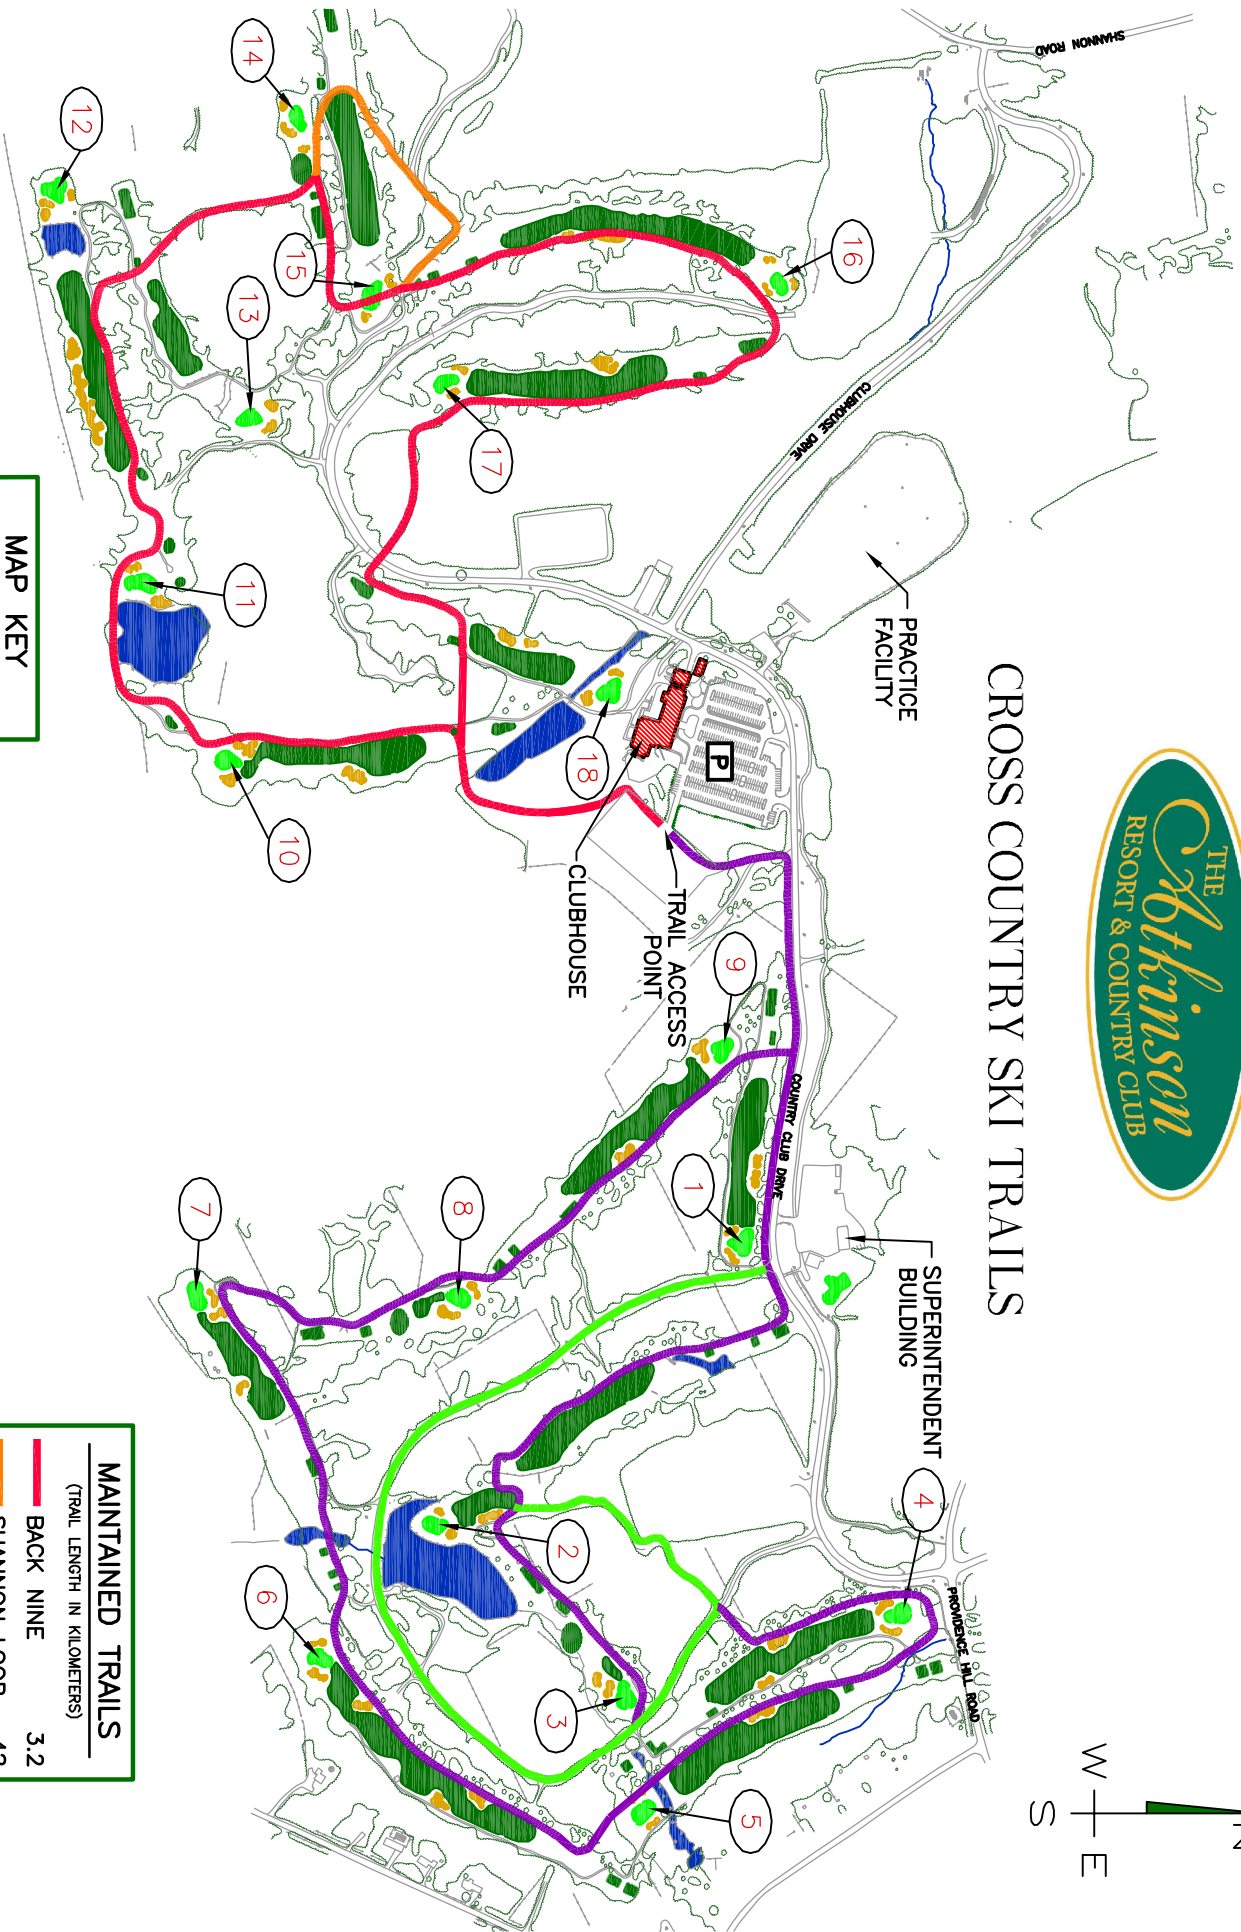 THE
Atkinson
RESORT & COUNTRY CLUB
CROSS COUNTRY SKI TRAILS
N
W
E
S
SHANNON ROAD
CLUBHOUSE DRIVE
PRACTICE
FACILITY
P
CLUBHOUSE
TRAIL ACCESS
POINT
COUNTRY CLUB DRIVE
SUPERINTENDENT
BUILDING
PROVIDENCE HILL ROAD
14
12
15
13
16
17
11
18
10
9
1
8
7
2
4
3
6
5
MAP KEY
MAINTAINED TRAILS
(TRAIL LENGTH IN KILOMETERS)
BACK NINE 3.2
SHANNON LOOP .42